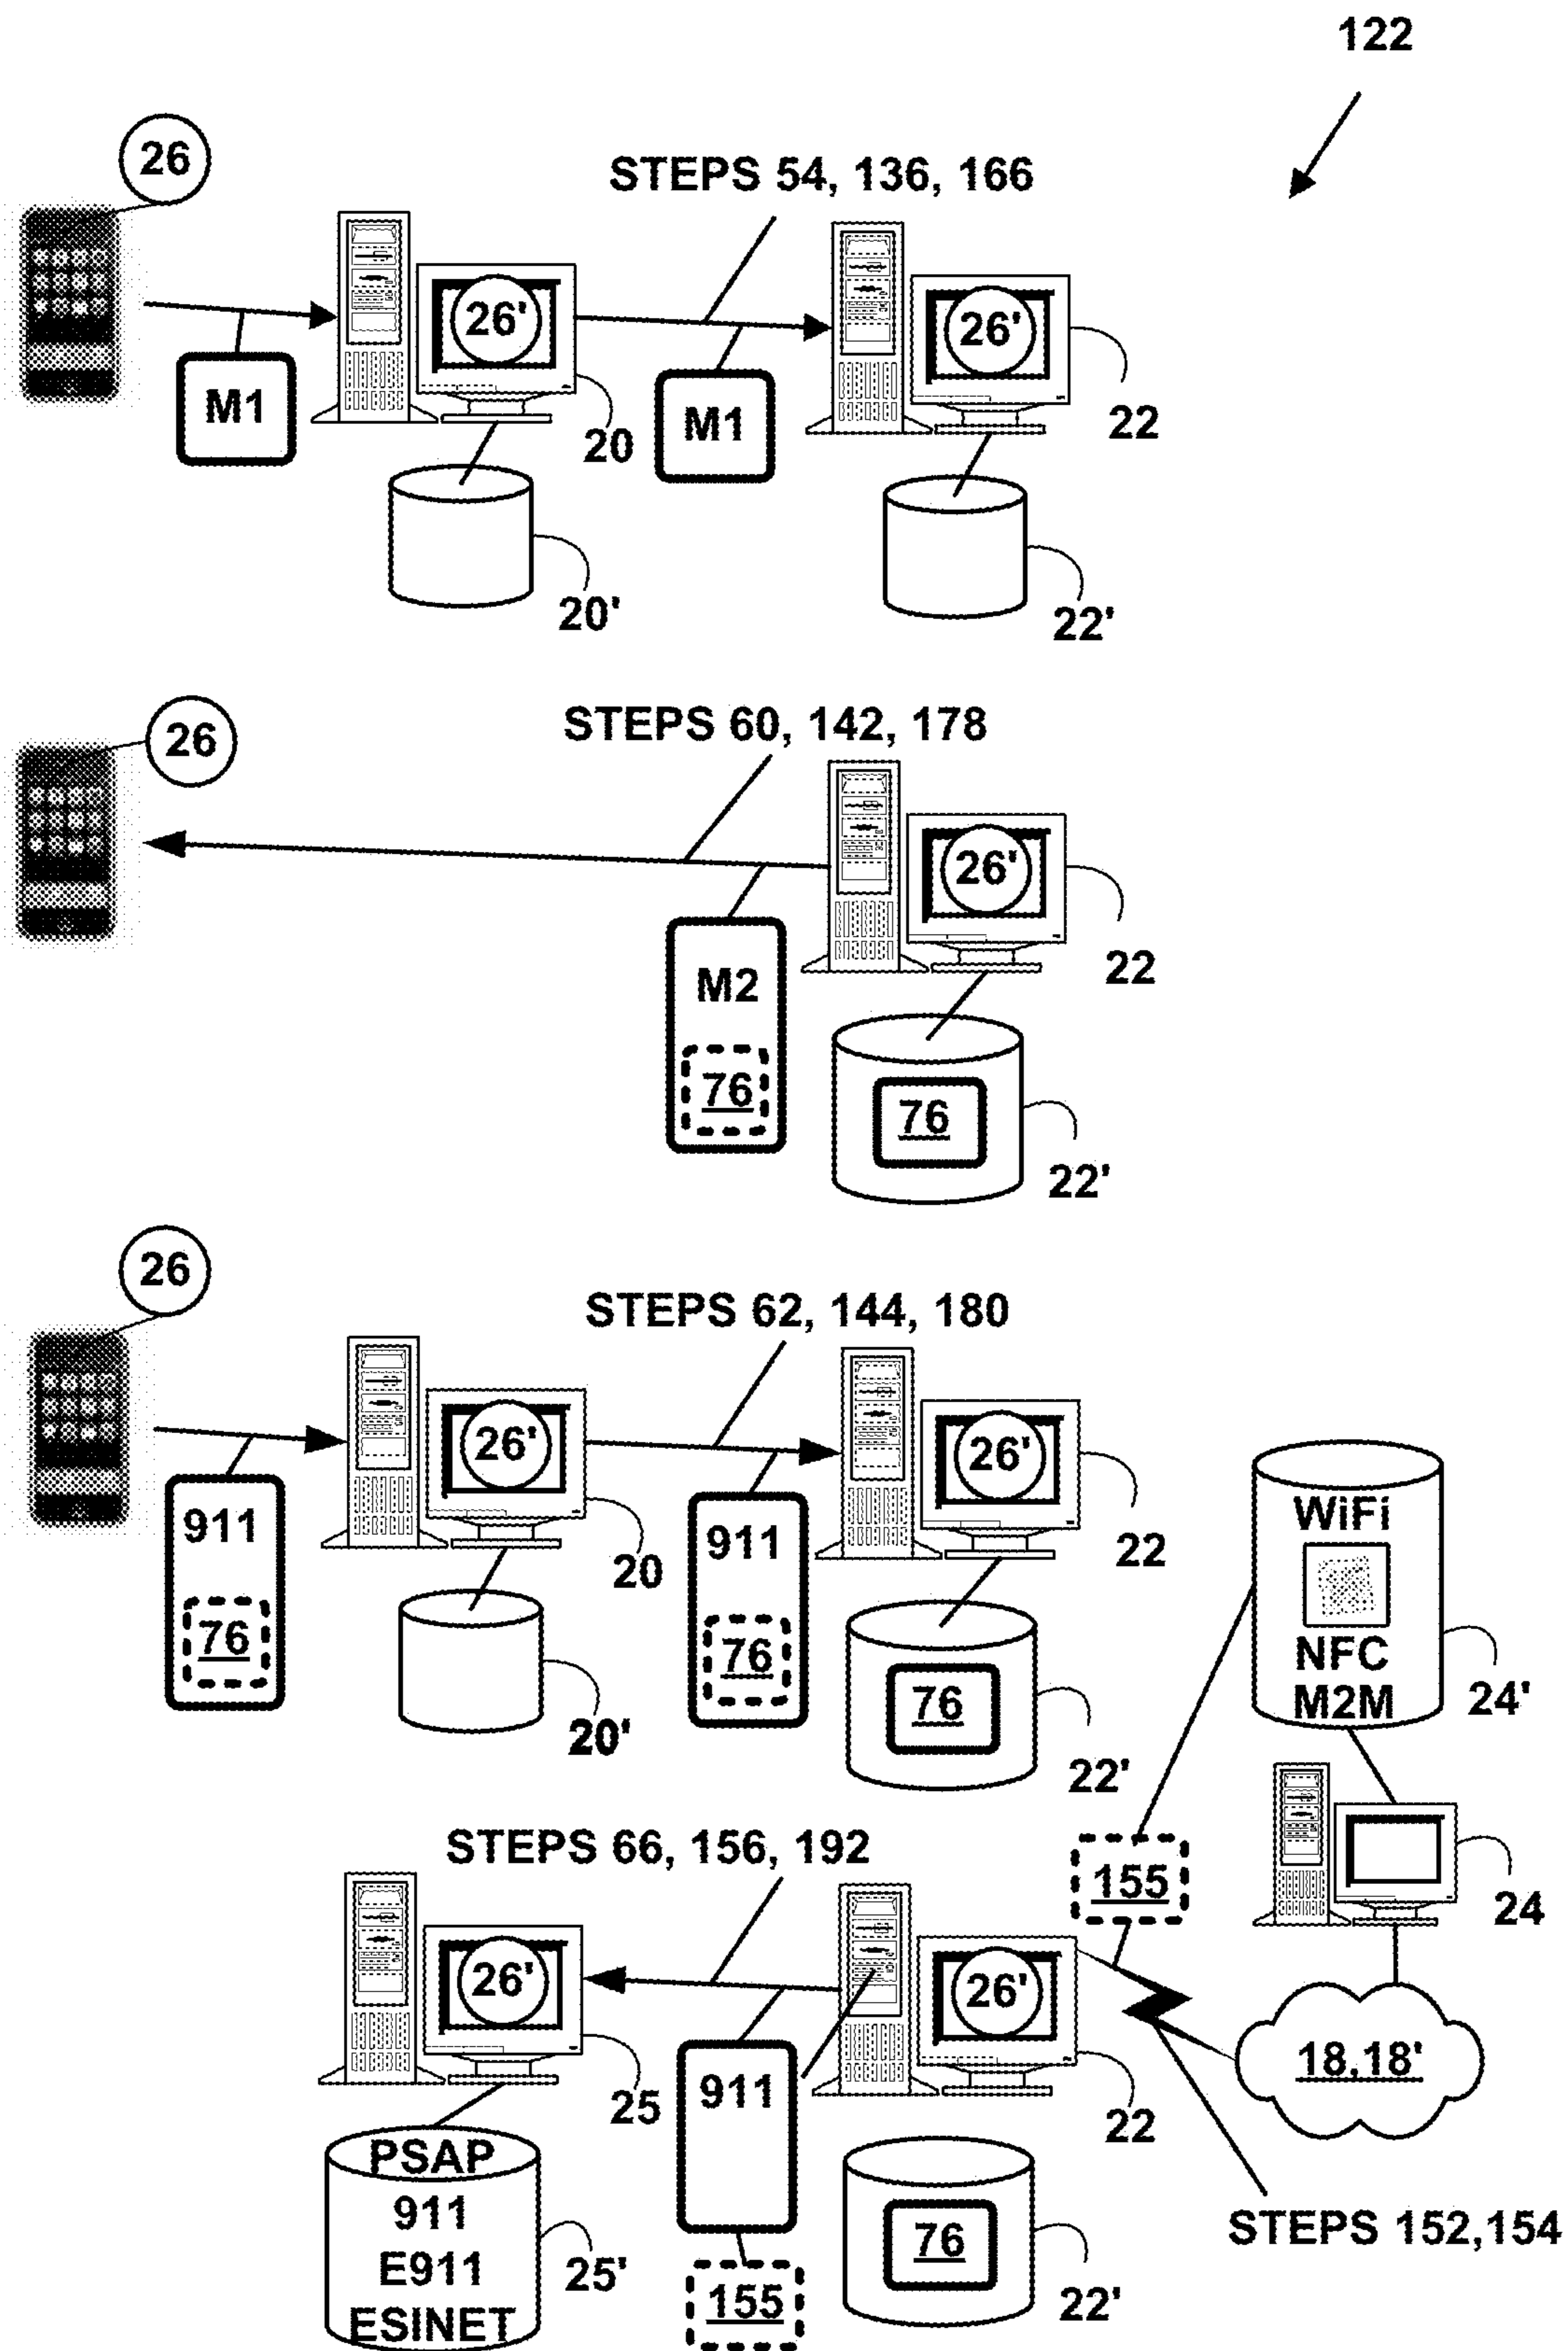 122
26
STEPS 54, 136, 166
26'
26'
M1
M1
20
22
20'
22'
STEPS 60, 142, 178
26
26'
22
M2
76
76
22'
26
STEPS 62, 144, 180
26'
26'
WiFi
911
911
20
22
76
76
76
NFC
M2M
24'
20'
22'
STEPS 66, 156, 192
155
24
26'
26'
18,18'
25
911
22
PSAP
911
E911
ESINET
25'
76
STEPS 152,154
155
22'